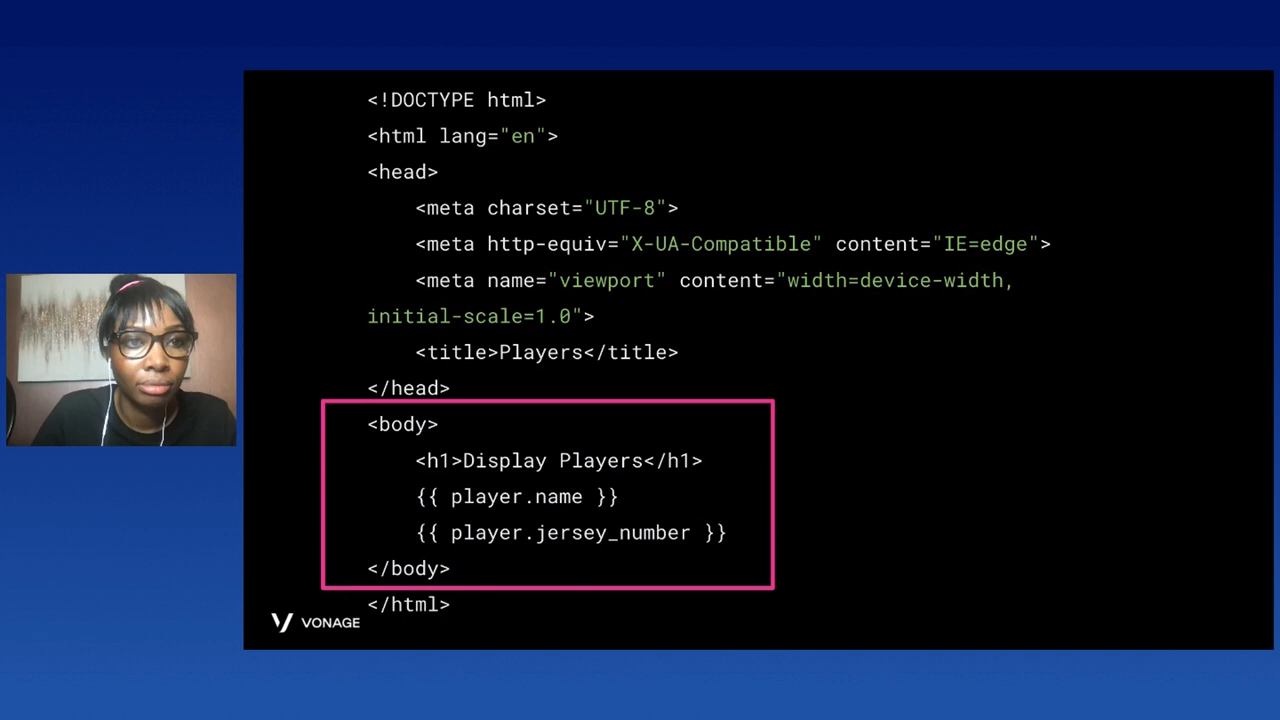 <!DOCTYPE html>
<html lang="en">
<head>
<meta charset="UTF-8">
<meta http-equiv="X-UA-Compatible" content="IE=edge">
<meta name="viewport" content="width=device-width,
initial-scale=1.0">
<title>Players</title>
</head>
<body>
<h1>Display Players</h1>
{{ player.name }}
{{ player.jersey_number }}
</body>
</html>
VONAGE